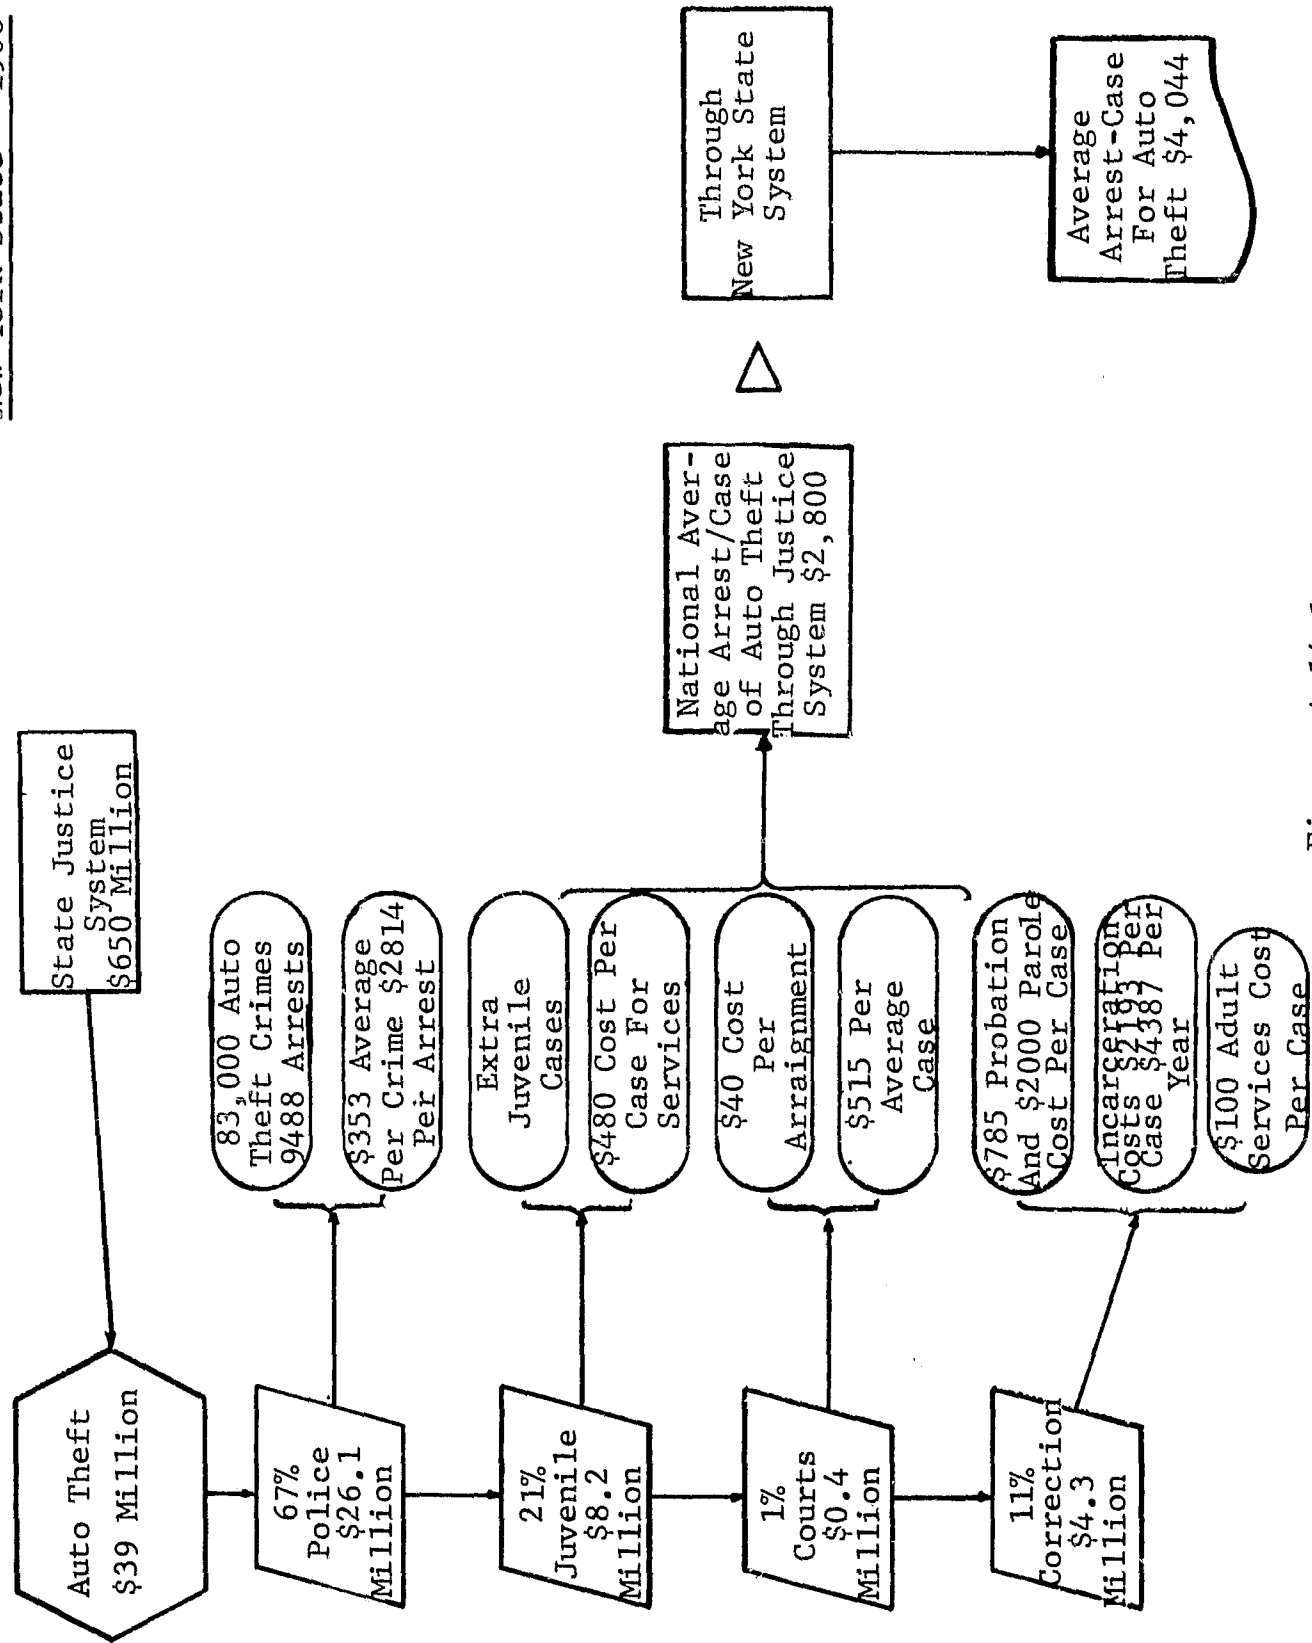 New York State
State Justice
System
$650 Million
Auto Theft
$39 Million
67%
Police
$26.1
Million
83,000 Auto
Theft Crimes
9488 Arrests
$353 Average
Per Crime $2814
Per Arrest
21%
Juvenile
$8.2
Million
Extra
Juvenile
Cases
$480 Cost Per
Case For
Services
1%
Courts
$0.4
Million
$40 Cost
Per
Arraignment
$515 Per
Average
Case
11%
Correction
$4.3
Million
$785 Probation
And $2000 Parole
Cost Per Case
Incarceration
Costs $2193 Per
Case $4387 Per
Year
$100 Adult
Services Cost
Per Case
National Aver-
age Arrest/Case
of Auto Theft
Through Justice
System $2,800
Through
New York State
System
Average
Arrest-Case
For Auto
Theft $4,044